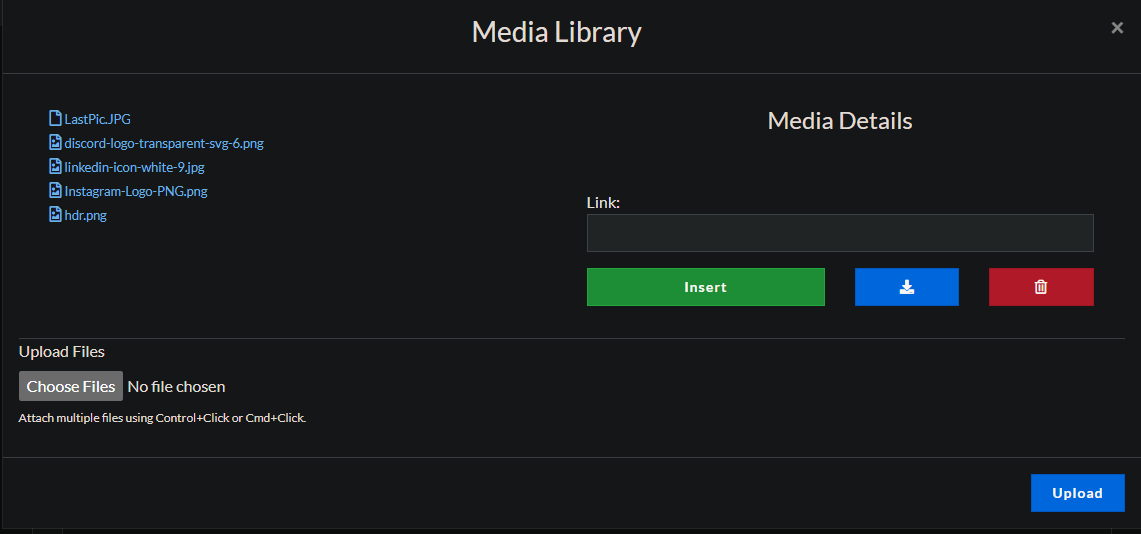 Media Library
×
LastPic.JPG
discord-logo-transparent-svg-6.png
linkedin-icon-white-9.jpg
Instagram-Logo-PNG.png
hdr.png
Media Details
Link:
Insert
Upload Files
Choose Files No file chosen
Attach multiple files using Control+Click or Cmd+Click.
Upload